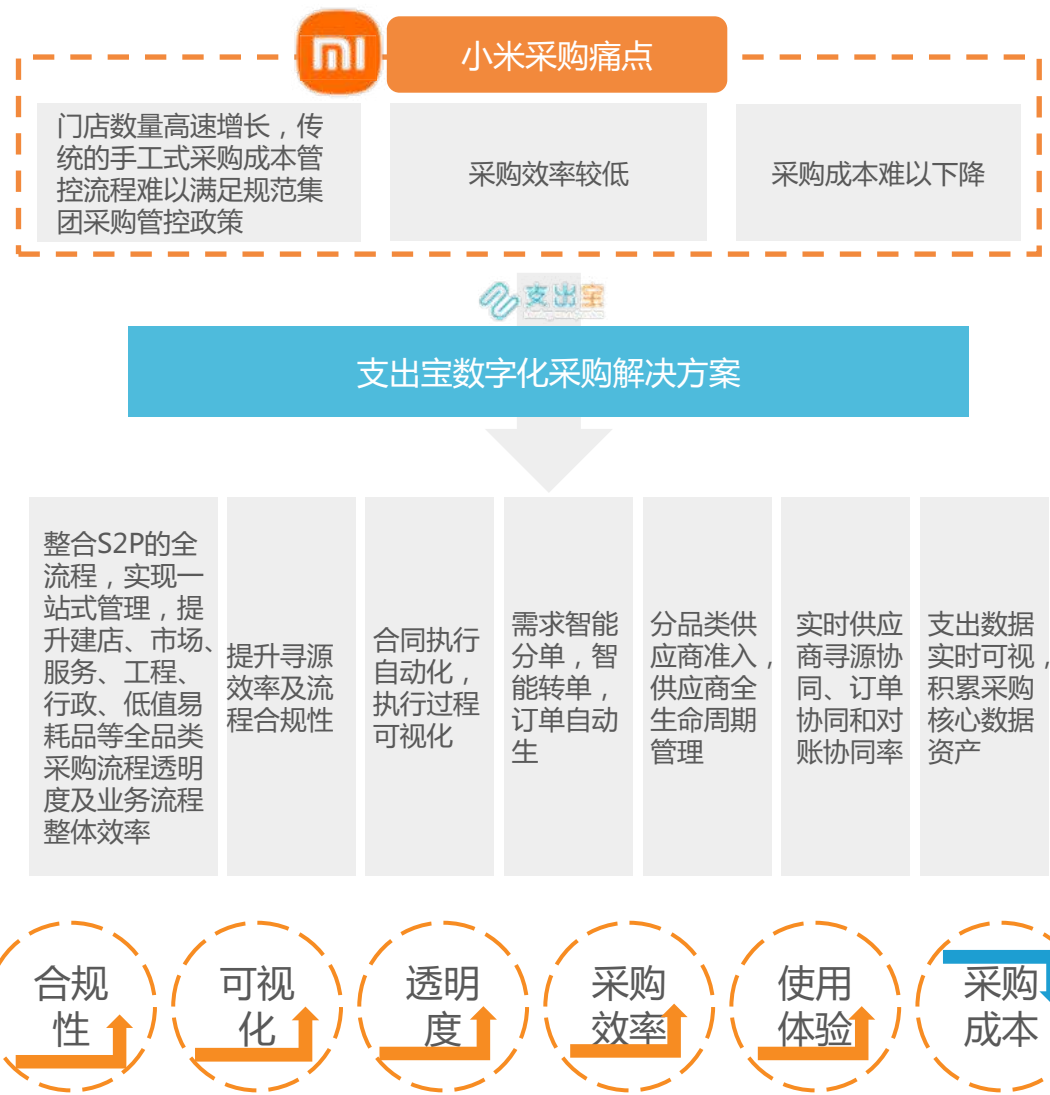 mi
小米采购痛点
门店数量高速增长，传
统的手工式采购成本管
控流程难以满足规范集
团采购管控政策
采购效率较低
采购成本难以下降
支出宝
支出宝数字化采购解决方案
整合S2P的全
流程，实现一
站式管理，提
升建店、市场、
服务、工程、
行政、低值易
耗品等全品类
采购流程透明
度及业务流程
整体效率
提升寻源
效率及流
程合规性
合同执行
自动化，
执行过程
可视化
需求智能
分单，智
能转单，
订单自动
生
分品类供
应商准入，
供应商全
生命周期
管理
实时供应
商寻源协
同、订单
协同和对
账协同率
支出数据
实时可视，
积累采购
核心数据
资产
合规
性
可视
化
透明
度
采购
效率
使用
体验
采购
成本